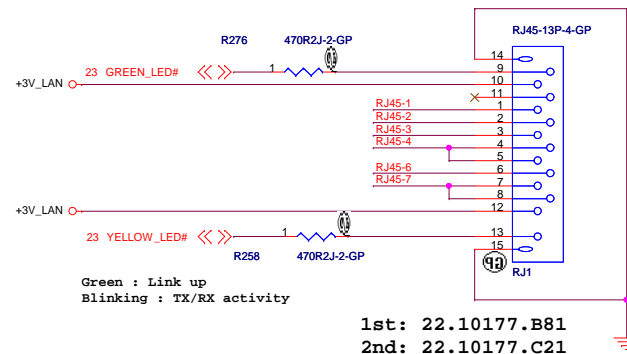 RJ45-13P-4-GP
R276 470R2J-2-GP
14
23 GREEN_LED# 1 9
+3V_LAN 10
11
RJ45-1 1
RJ45-2 2
RJ45-3 3
RJ45-4 4
5
RJ45-6 6
RJ45-7 7
8
+3V_LAN 12
23 YELLOW_LED# 1 13
R258 470R2J-2-GP 15
GP RJ1
Green : Link up
Blinking : TX/RX activity
1st: 22.10177.B81
2nd: 22.10177.C21